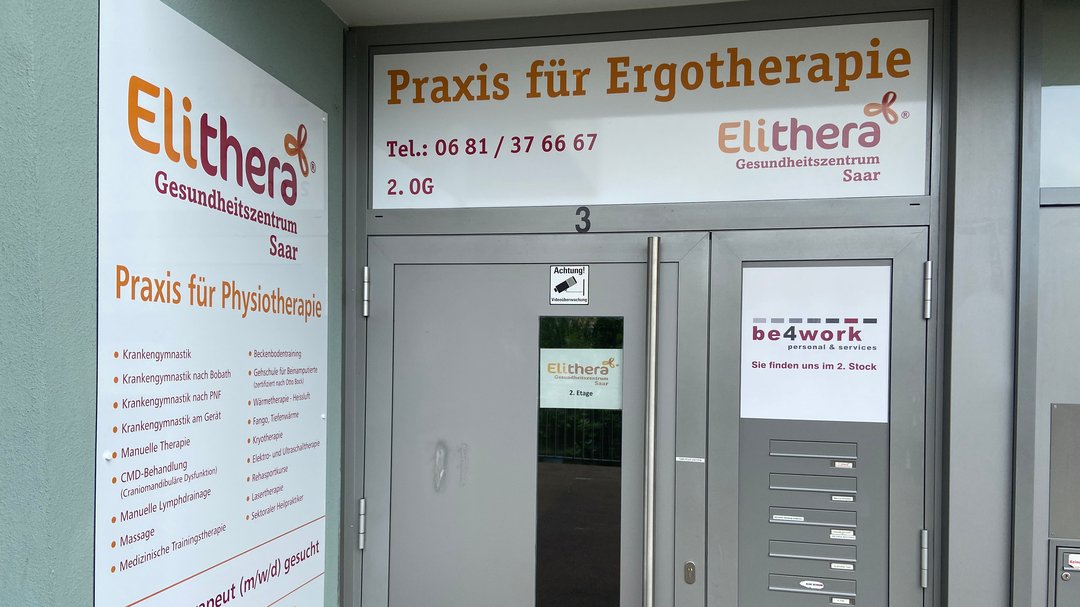 Elithera®
Gesundheitszentrum
Saar
Praxis für Physiotherapie
• Krankengymnastik
• Krankengymnastik nach Bobath
• Krankengymnastik nach PNF
• Krankengymnastik am Gerät
• Manuelle Therapie
• CMD-Behandlung
(Craniomandibuläre Dysfunktion)
• Manuelle Lymphdrainage
• Massage
• Medizinische Trainingstherapie
• Beckenbodentraining
• Gehschule für Beinamputierte
(zertifiziert nach Otto Bock)
• Wärmetherapie - Heissluft
• Fango, Tiefenwärme
• Kryotherapie
• Elektro- und Ultraschalltherapie
• Rehasportkurse
• Lasertherapie
• Sektoraler Heilpraktiker
(m/w/d) gesucht
Praxis für Ergotherapie
Tel.: 06 81 / 37 66 67
2. OG
Elithera®
Gesundheitszentrum
Saar
3
Achtung!
Videoüberwachung
Elithera
Gesundheitszentrum
Saar
2. Etage
be4work
personal & services
Sie finden uns im 2. Stock